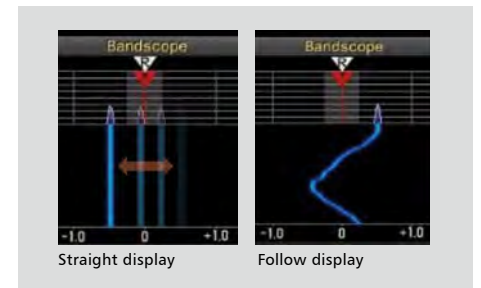 Bandscope
R
-1.0 0 +1.0
Straight display
Bandscope
R
-1.0 0 +1.0
Follow display